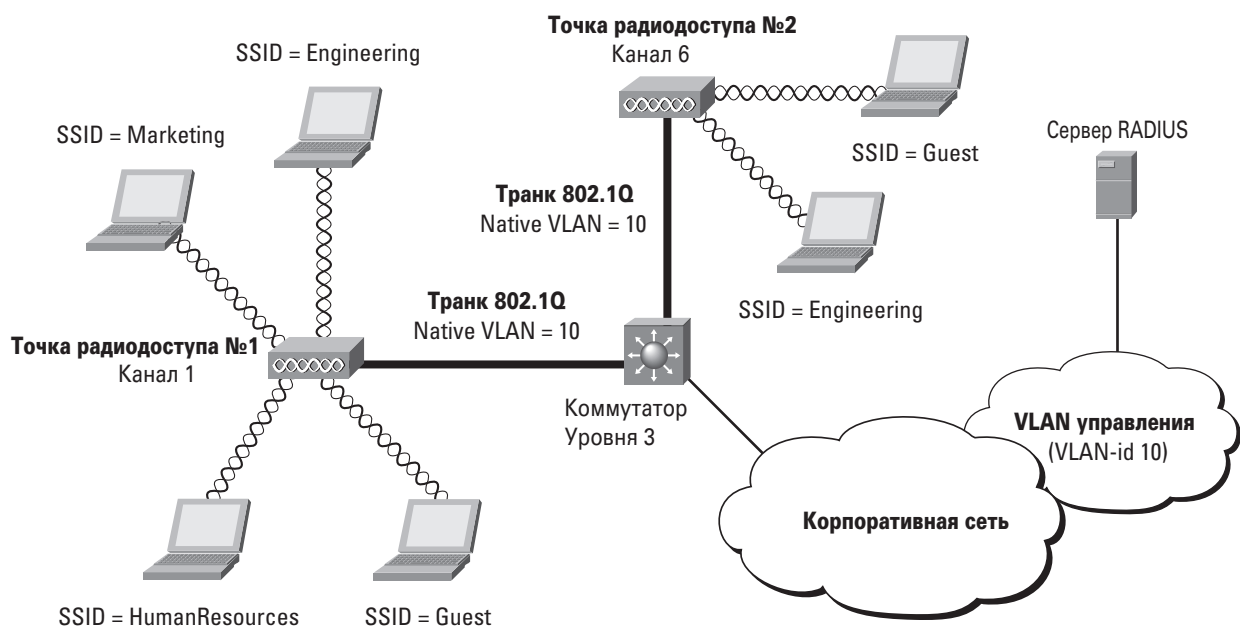 Точка радиодоступа №2
Канал 6
SSID = Engineering
SSID = Marketing
SSID = Guest
Сервер RADIUS
Транк 802.1Q
Native VLAN = 10
SSID = Engineering
Транк 802.1Q
Native VLAN = 10
Точка радиодоступа №1
Канал 1
Коммутатор
Уровня 3
VLAN управления
(VLAN-id 10)
Корпоративная сеть
SSID = HumanResources
SSID = Guest